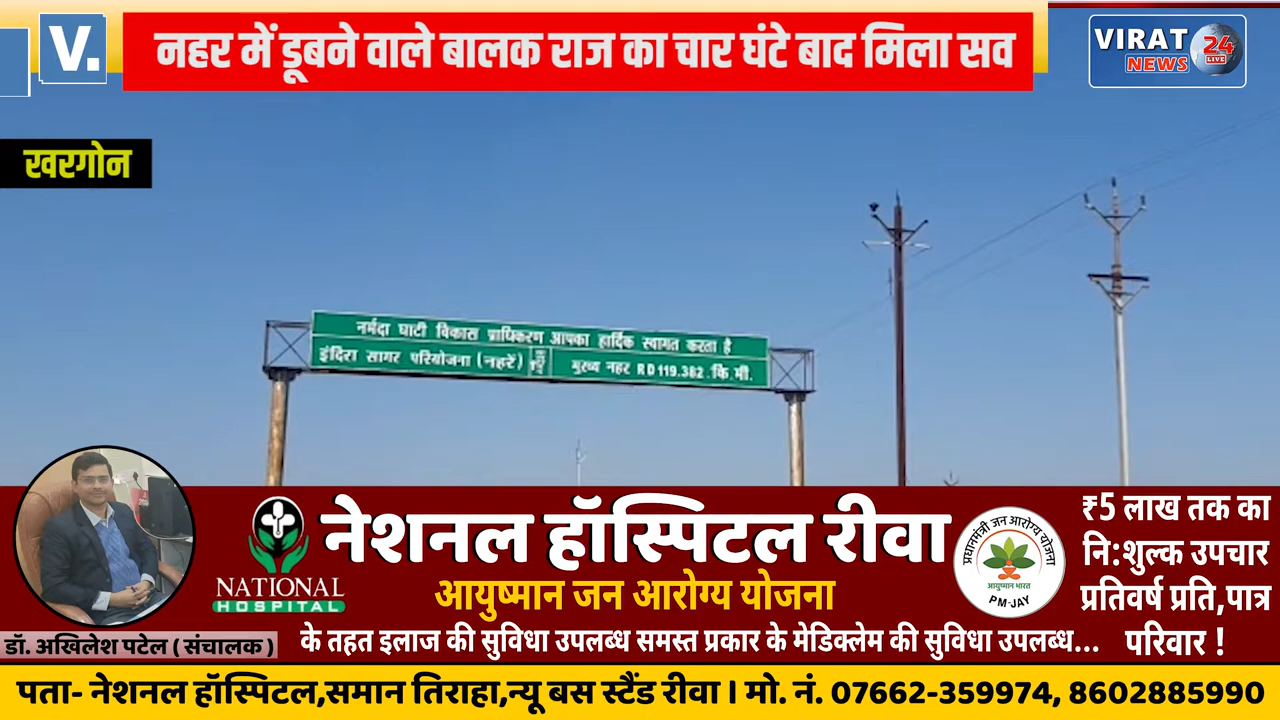 V.
नहर में डूबने वाले बालक राज का चार घंटे बाद मिला सव
VIRAT
NEWS
24
LIVE
खरगोन
नर्मदा घाटी विकास प्राधिकरण आपका हार्दिक स्वागत करता है
इंदिरा सागर परियोजना (नहरें)
मुख्य नहर RD 119.382 .कि.मी.
नेशनल हॉस्पिटल रीवा
NATIONAL
HOSPITAL
आयुष्मान जन आरोग्य योजना
के तहत इलाज की सुविधा उपलब्ध समस्त प्रकार के मेडिक्लेम की सुविधा उपलब्ध...
प्रधानमंत्री जन आरोग्य योजना
आयुष्मान भारत
PM-JAY
₹5 लाख तक का
नि:शुल्क उपचार
प्रतिवर्ष प्रति,पात्र
परिवार !
डॉ. अखिलेश पटेल ( संचालक )
पता- नेशनल हॉस्पिटल,समान तिराहा,न्यू बस स्टैंड रीवा । मो. नं. 07662-359974, 8602885990